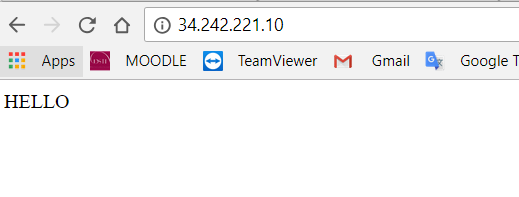 34.242.221.10
Apps MOODLE TeamViewer Gmail Google T
HELLO